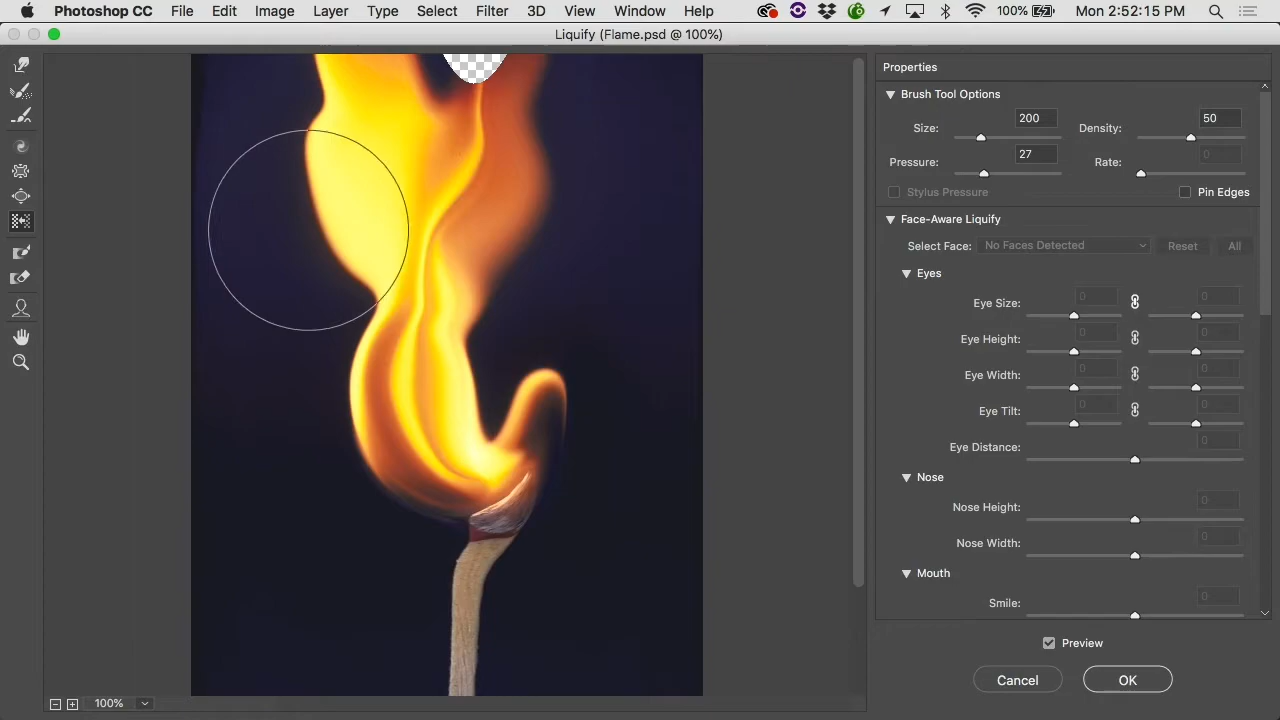 Photoshop CC File Edit Image Layer Type Select Filter 3D View Window Help 100% Mon 2:52:15 PM
Liquify (Flame.psd @ 100%)
Properties
Brush Tool Options
Size: 200 Density: 50
Pressure: 27 Rate: 0
Stylus Pressure Pin Edges
Face-Aware Liquify
Select Face: No Faces Detected Reset All
Eyes
Eye Size: 0 0
Eye Height: 0 0
Eye Width: 0 0
Eye Tilt: 0 0
Eye Distance: 0
Nose
Nose Height: 0
Nose Width: 0
Mouth
Smile: 0
Preview
Cancel OK
100%